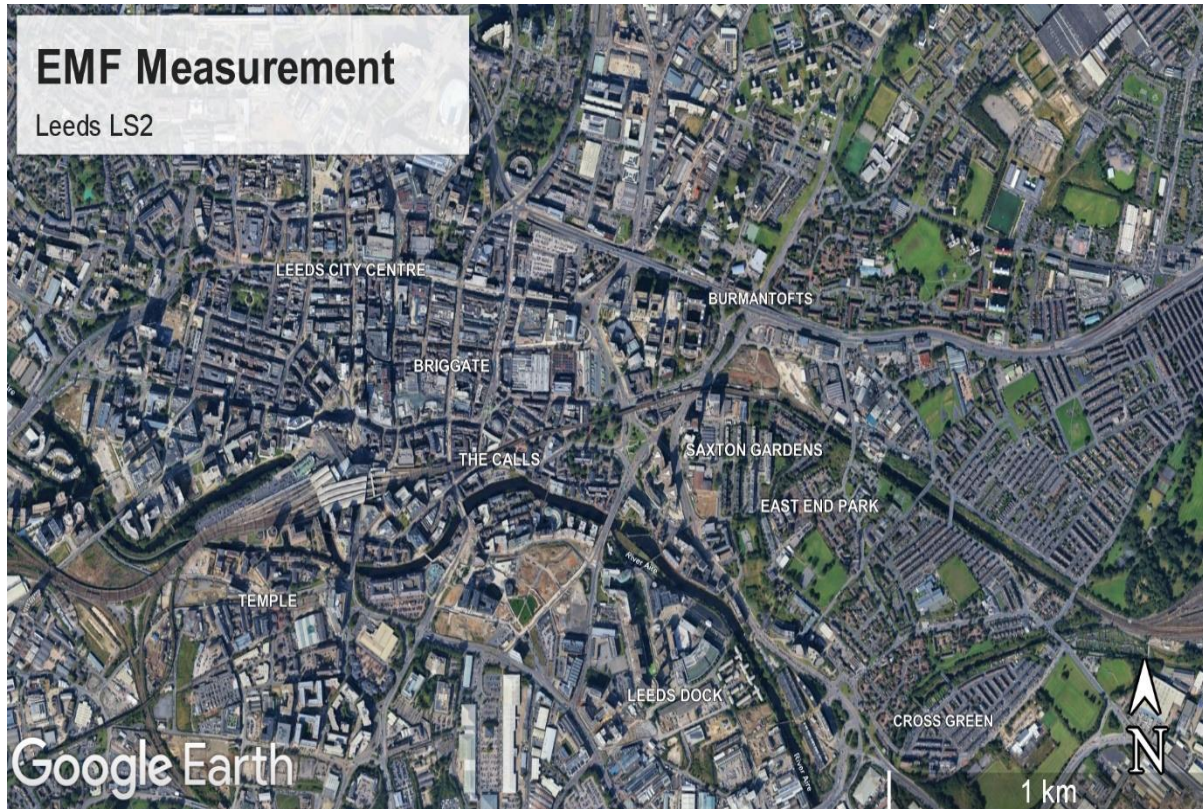 EMF Measurement
Leeds LS2
LEEDS CITY CENTRE
BURMANTOFTS
BRIGGATE
THE CALLS
SAXTON GARDENS
EAST END PARK
River Aire
TEMPLE
LEEDS DOCK
CROSS GREEN
River Aire
N
Google Earth
1 km